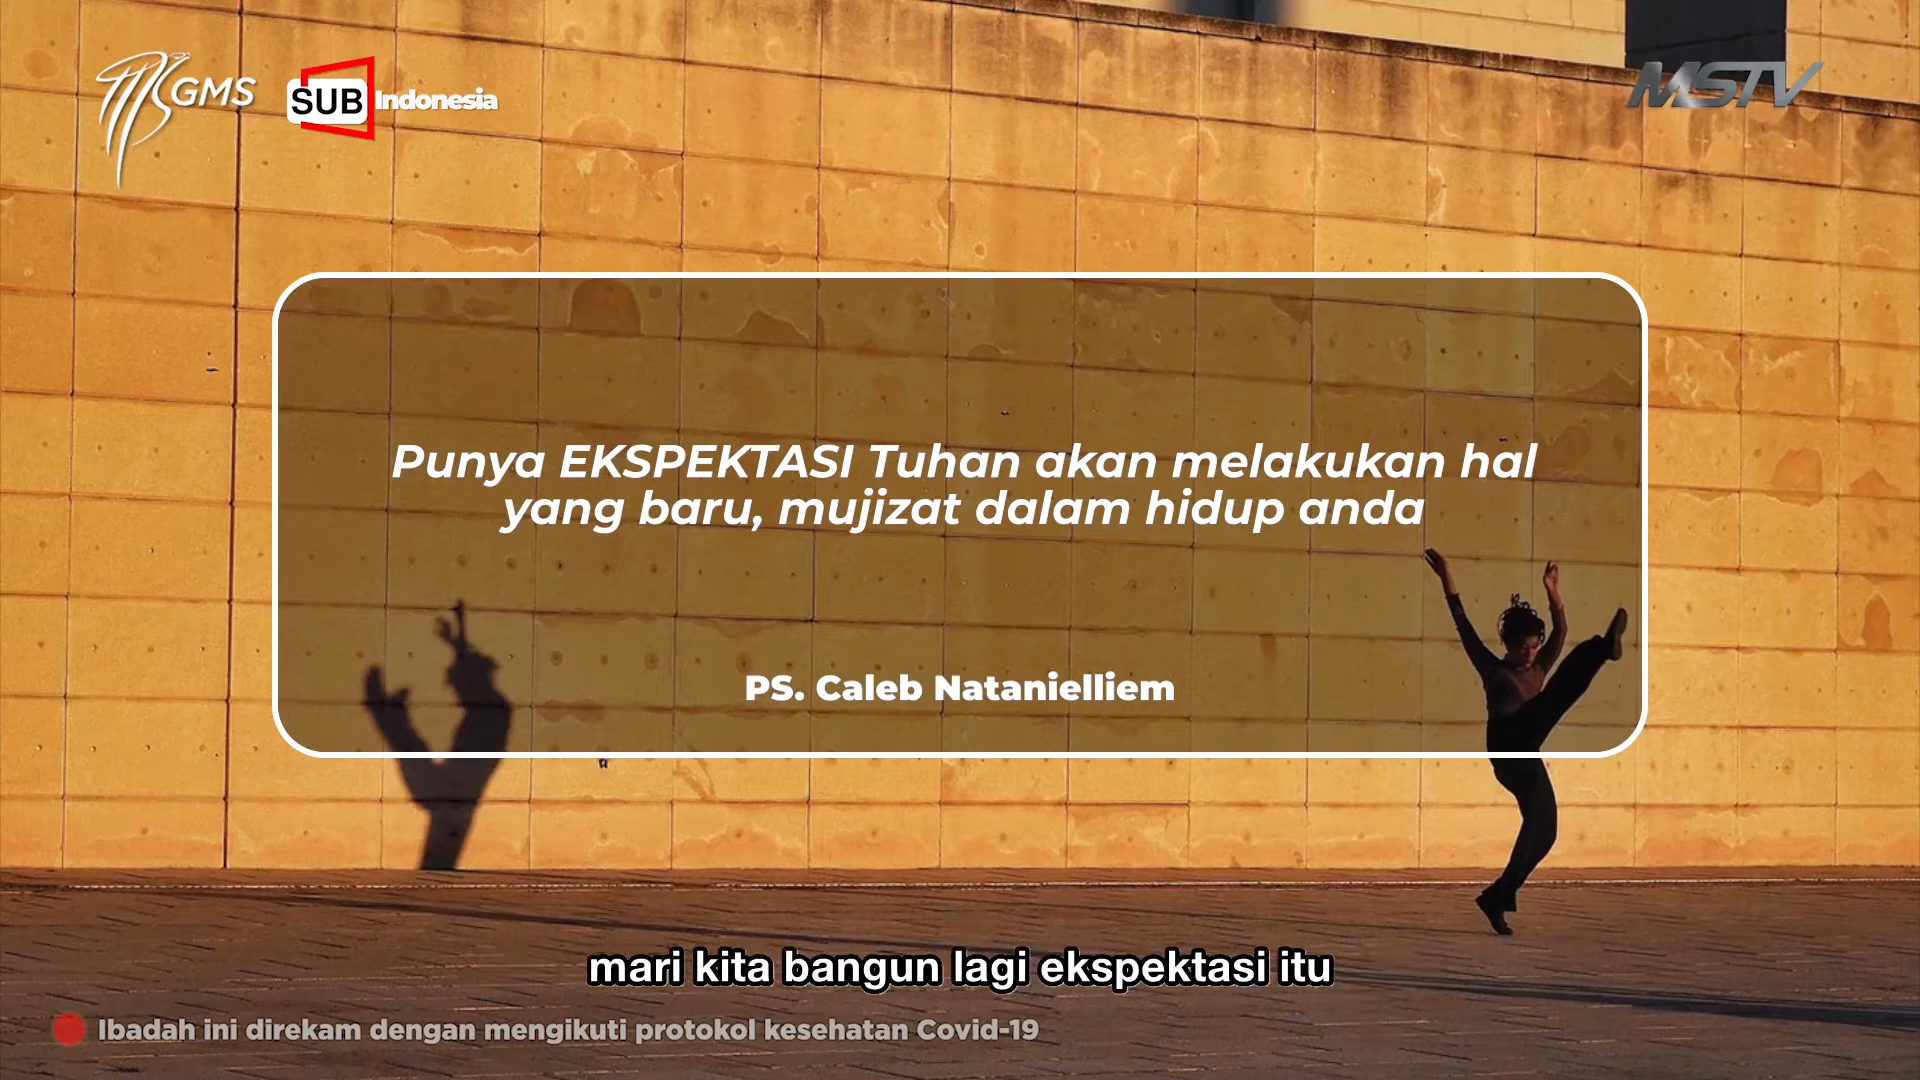 GMS
SUB Indonesia
MSTV
Punya EKSPEKTASI Tuhan akan melakukan hal
yang baru, mujizat dalam hidup anda
PS. Caleb Natanielliem
mari kita bangun lagi ekspektasi itu
Ibadah ini direkam dengan mengikuti protokol kesehatan Covid-19